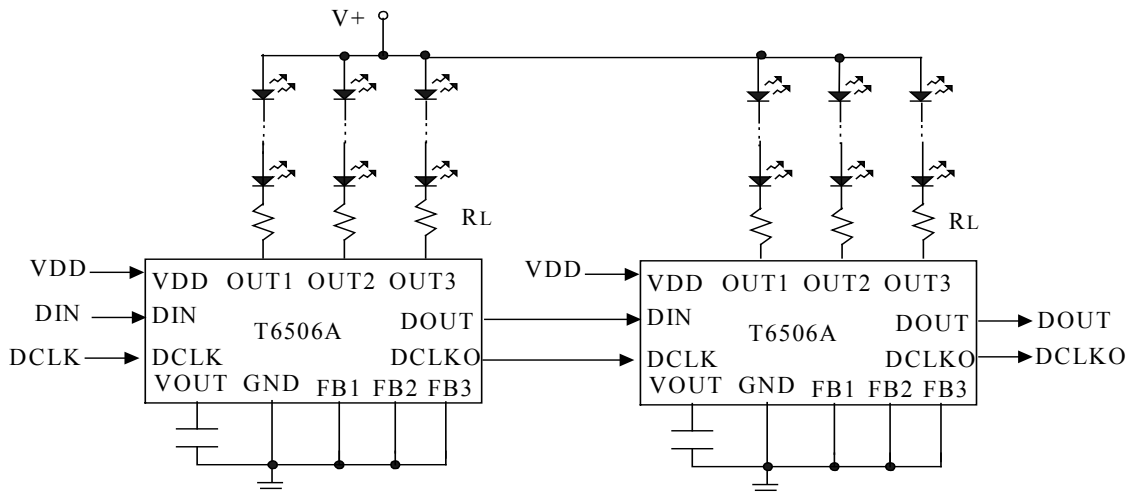 V+
RL RL
VDD VDD OUT1 OUT2 OUT3 VDD VDD OUT1 OUT2 OUT3
DIN DIN T6506A DOUT DIN T6506A DOUT DOUT
DCLK DCLK DCLKO DCLK DCLKO DCLKO
VOUT GND FB1 FB2 FB3 VOUT GND FB1 FB2 FB3